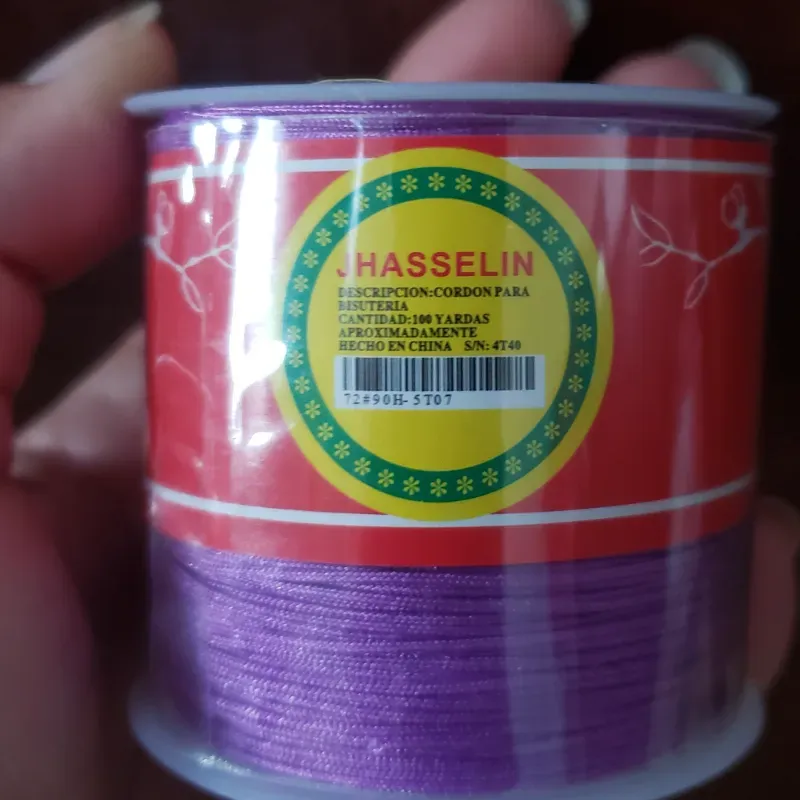 JHASSELIN
DESCRIPCION:CORDON PARA
BISUTERIA
CANTIDAD:100 YARDAS
APROXIMADAMENTE
HECHO EN CHINA S/N: 4T40
72#90H-5T07